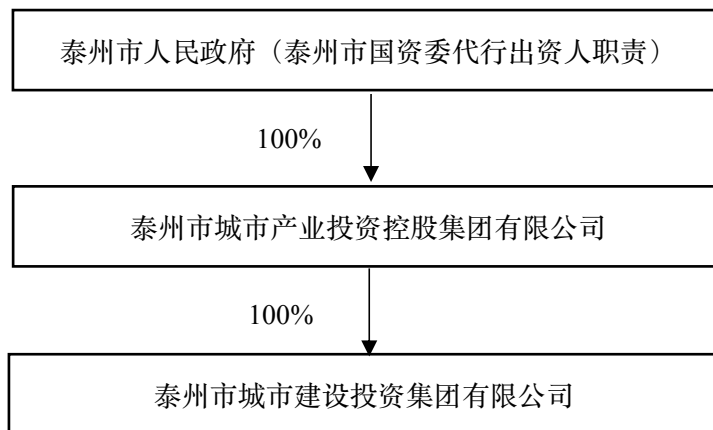 泰州市人民政府（泰州市国资委代行出资人职责）
100%
泰州市城市产业投资控股集团有限公司
100%
泰州市城市建设投资集团有限公司